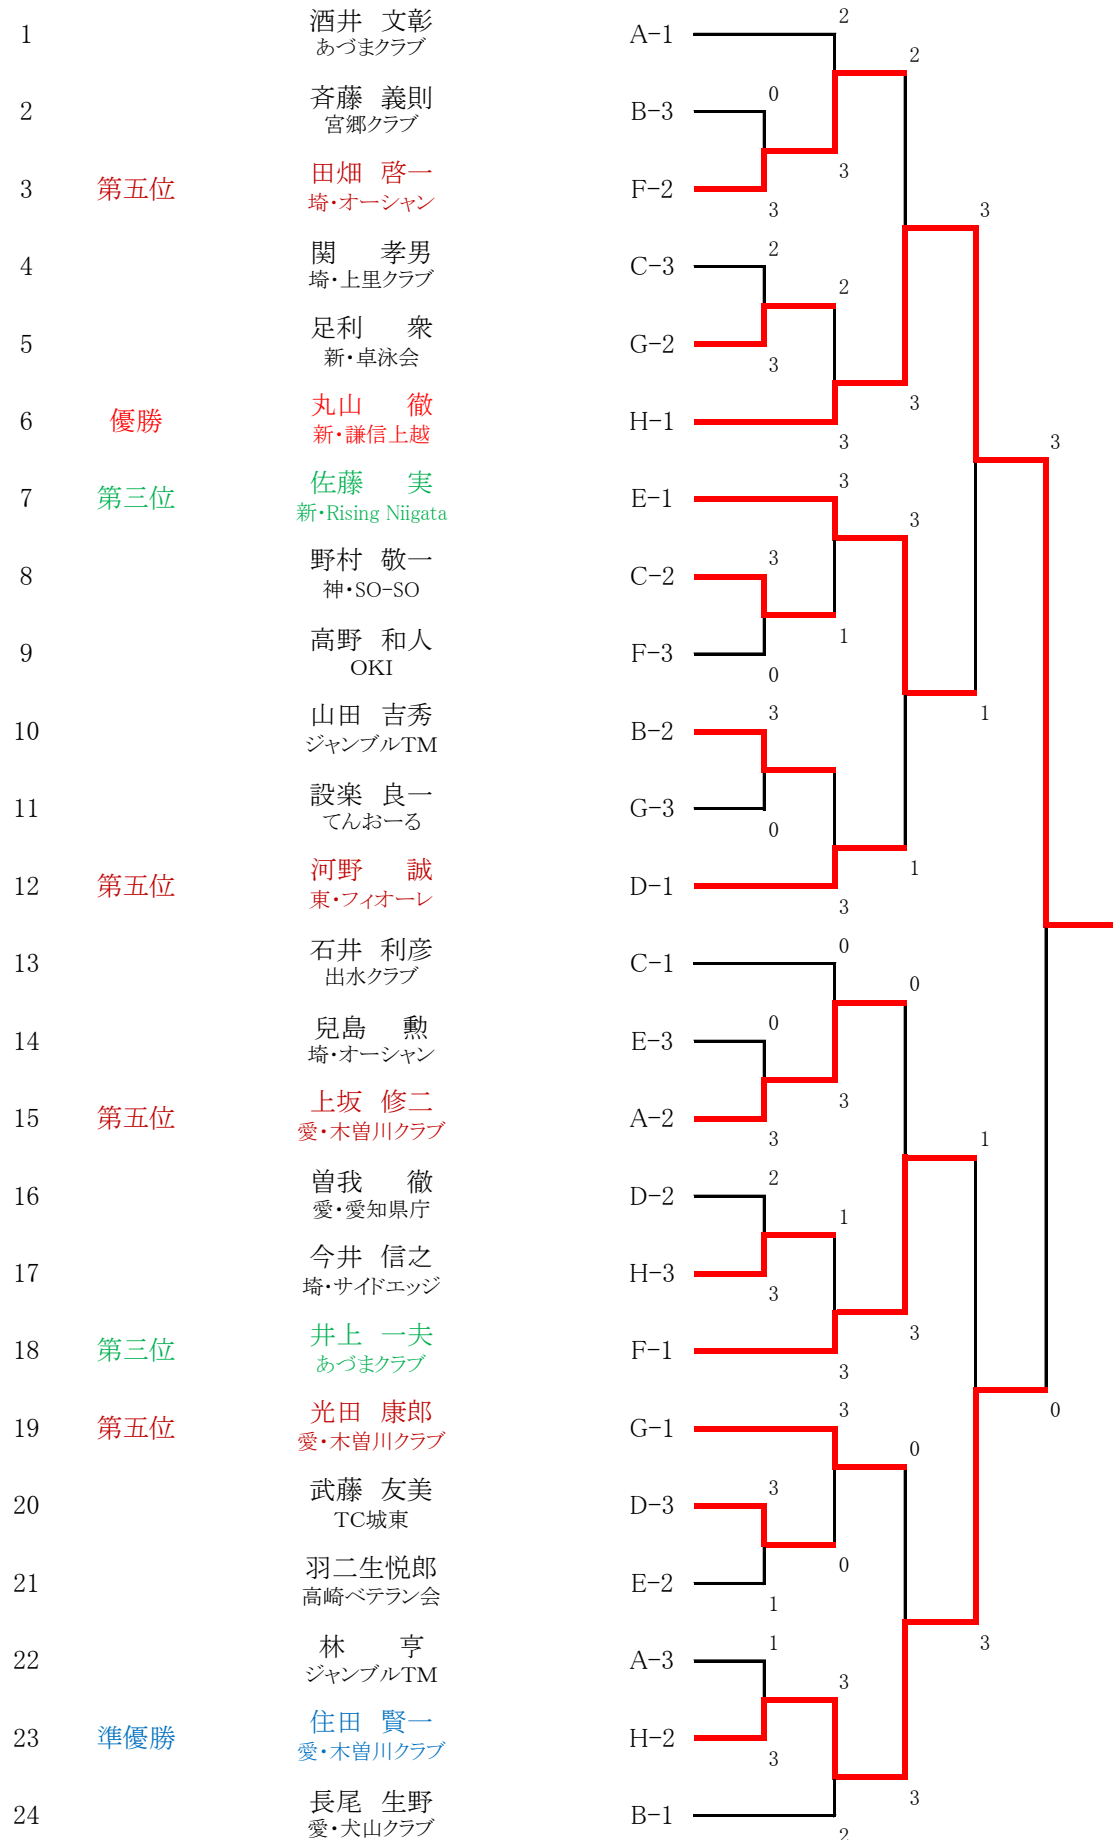 1 酒井 文彰 A-1 2
あづまクラブ
2
2 斉藤 義則 B-3 0
宮郷クラブ
3
3 第五位 田畑 啓一 F-2
埼・オーシャン
3 3
4 関 孝男 C-3 2
埼・上里クラブ
2
5 足利 衆 G-2
新・卓泳会
3
3
6 優勝 丸山 徹 H-1
新・謙信上越
3 3
7 第三位 佐藤 実 E-1 3
新・Rising Niigata
3
8 野村 敬一 C-2 3
神・SO-SO
1
9 高野 和人 F-3
OKI
0
10 山田 吉秀 B-2 3 1
ジャンブルTM
11 設楽 良一 G-3
てんおーる
0
1
12 第五位 河野 誠 D-1
東・フィオーレ
3
13 石井 利彦 C-1 0
出水クラブ
0
14 兒島 勲 E-3 0
埼・オーシャン
3
15 第五位 上坂 修二 A-2
愛・木曽川クラブ
3 1
16 曽我 徹 D-2 2
愛・愛知県庁
1
17 今井 信之 H-3
埼・サイドエッジ
3
3
18 第三位 井上 一夫 F-1
あづまクラブ
3
19 第五位 光田 康郎 G-1 3 0
愛・木曽川クラブ
0
20 武藤 友美 D-3 3
TC城東
0
21 羽二生悦郎 E-2
高崎ベテラン会
1
22 林 亨 A-3 1 3
ジャンブルTM
3
23 準優勝 住田 賢一 H-2
愛・木曽川クラブ
3
3
24 長尾 生野 B-1
愛・犬山クラブ
2